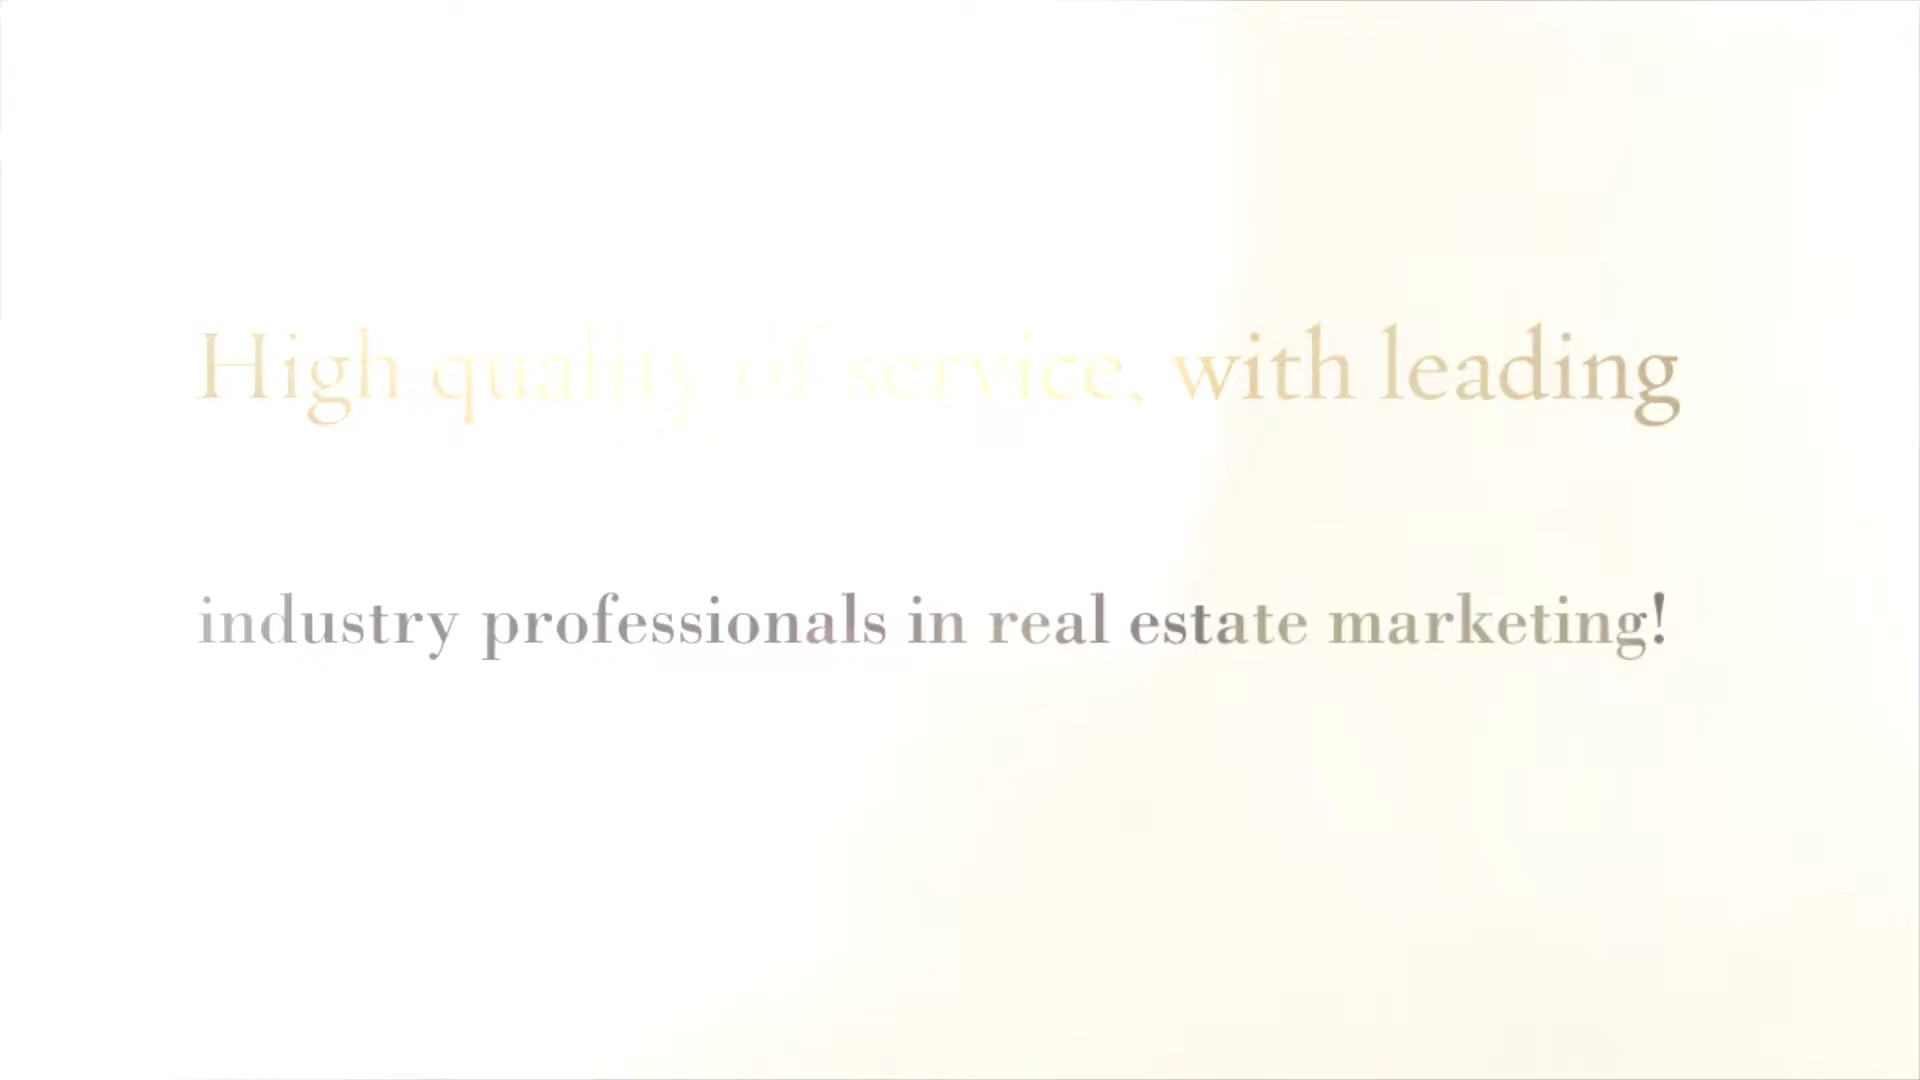 High quality of service, with leading
industry professionals in real estate marketing!